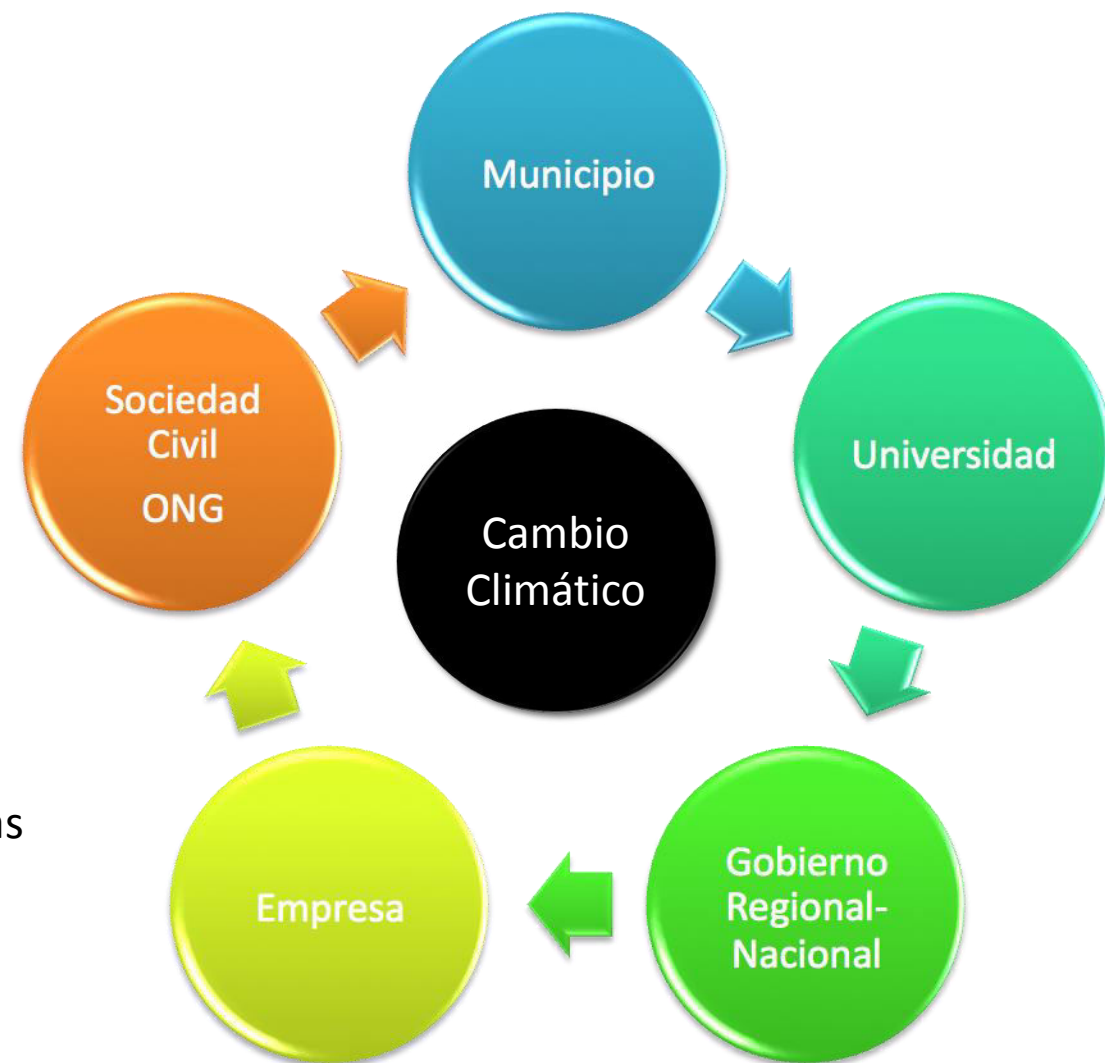 Municipio
Universidad
Gobierno
Regional-
Nacional
Empresa
Sociedad
Civil
ONG
Cambio
Climático